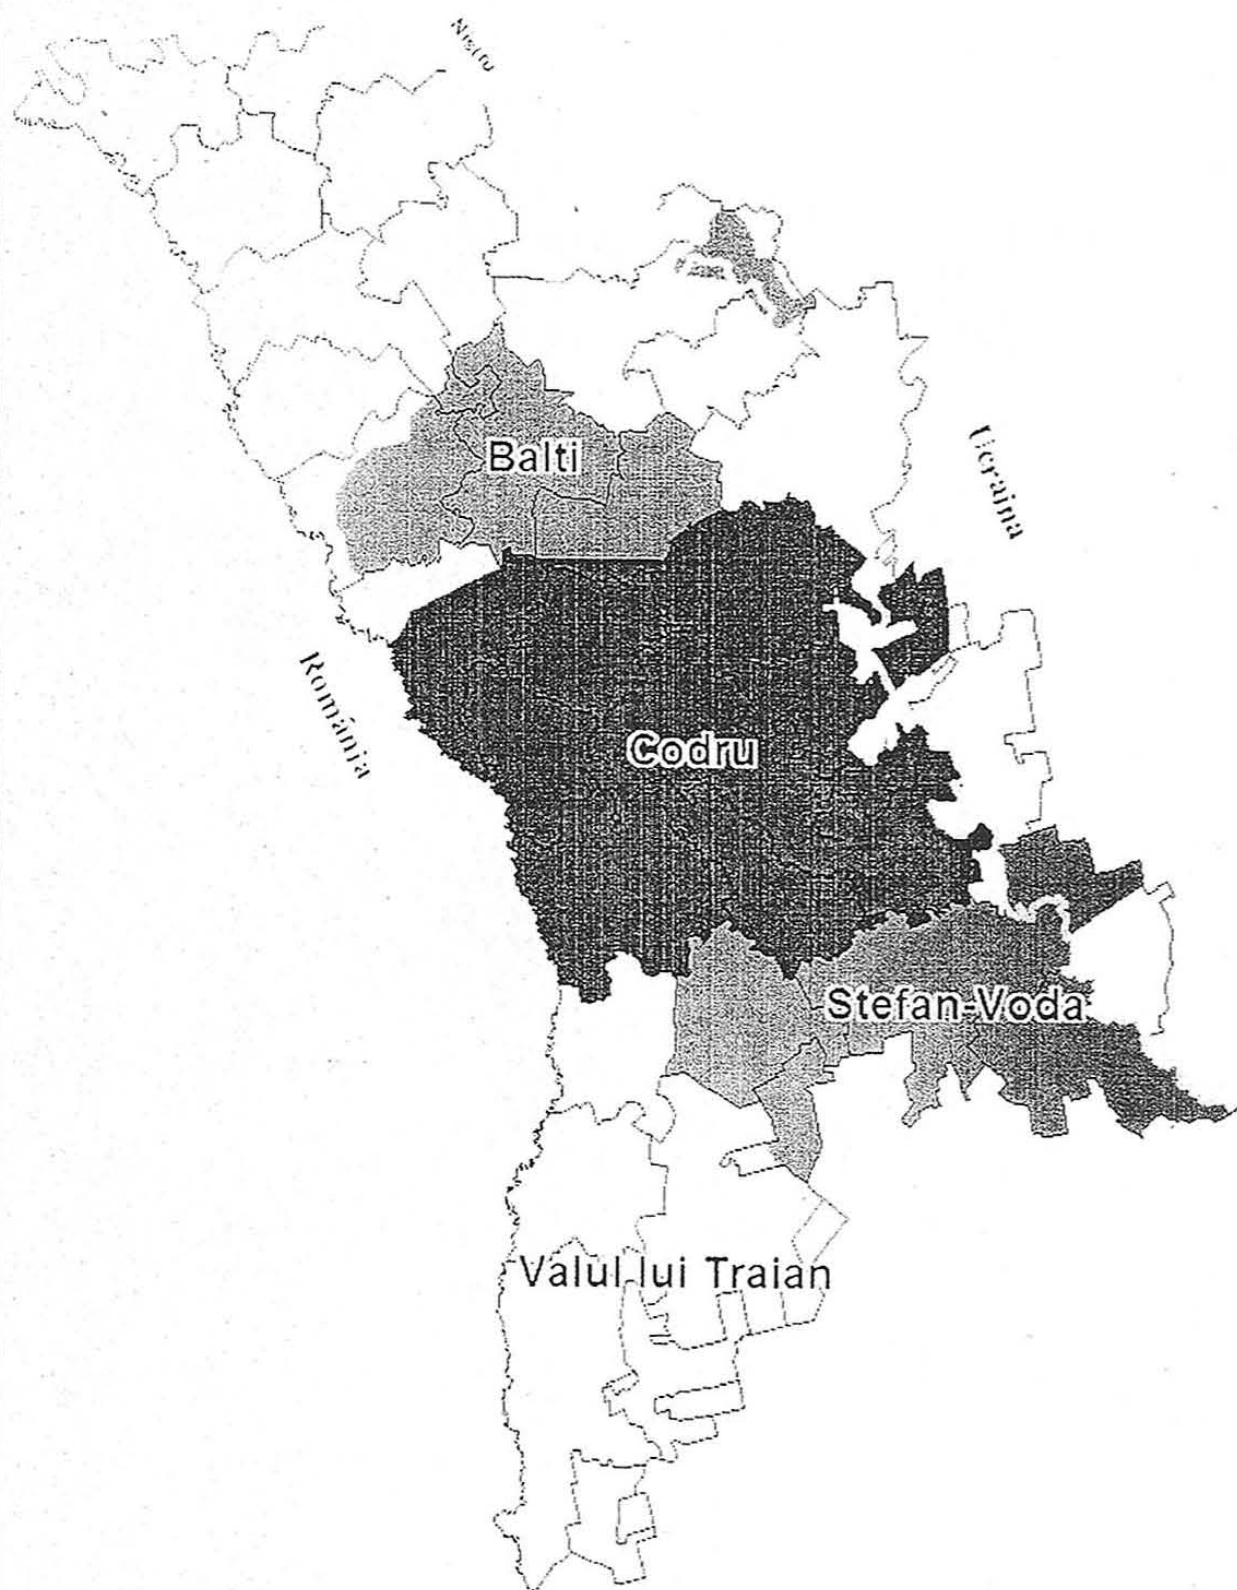 Nistru
Balti
Ucraina
România
Codru
Stefan-Voda
Valul lui Traian